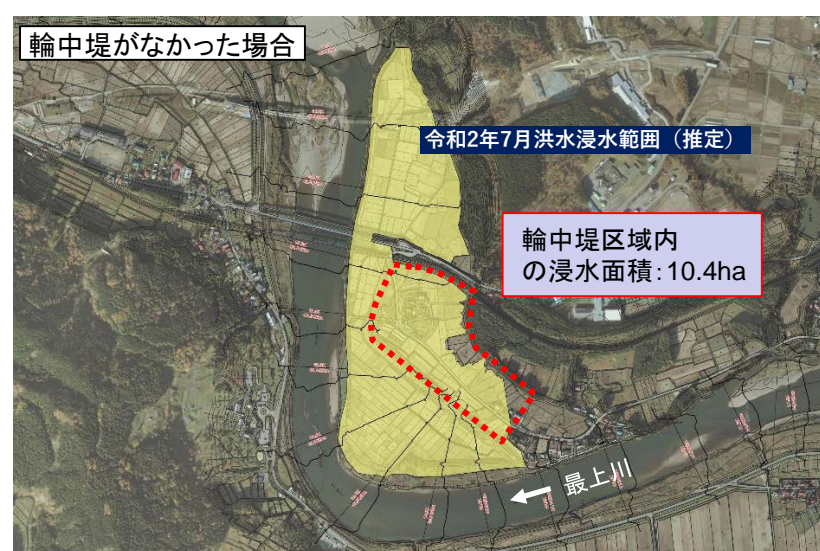 輪中堤がなかった場合
令和2年7月洪水浸水範囲（推定）
輪中堤区域内
の浸水面積：10.4ha
最上川